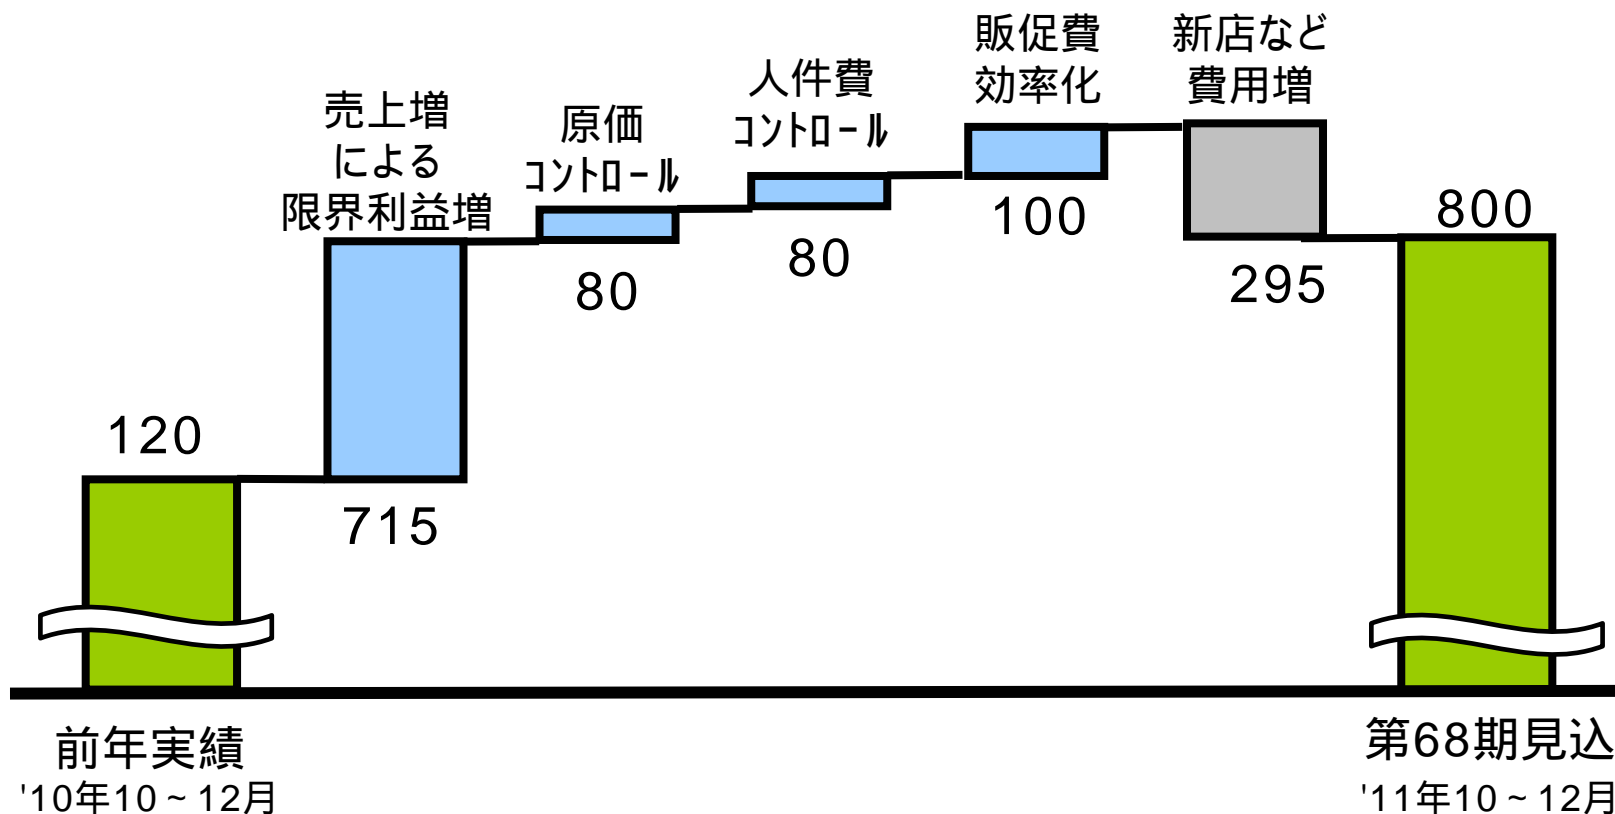 売上増
による
限界利益増
原価
コントロール
人件費
コントロール
販促費
効率化
新店など
費用増
120
715
80
80
100
295
800
前年実績
'10年10~12月
第68期見込
'11年10~12月